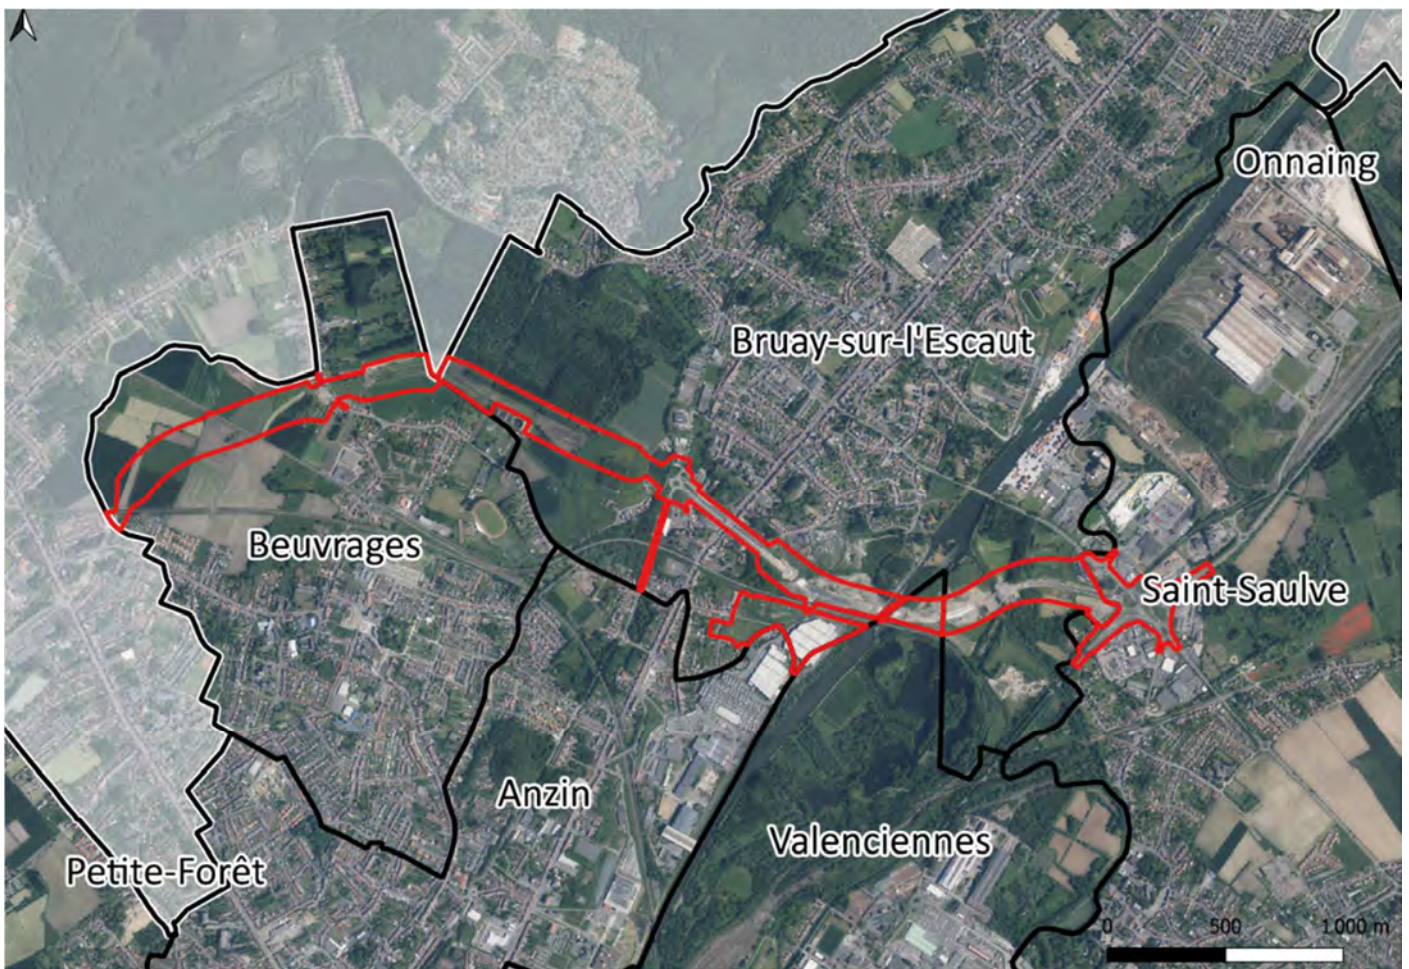 Onnaing
Bruay-sur-l'Escaut
Beuvrages
Saint-Saulve
Anzin
Valenciennes
Petite-Forêt
0 500 1 000 m